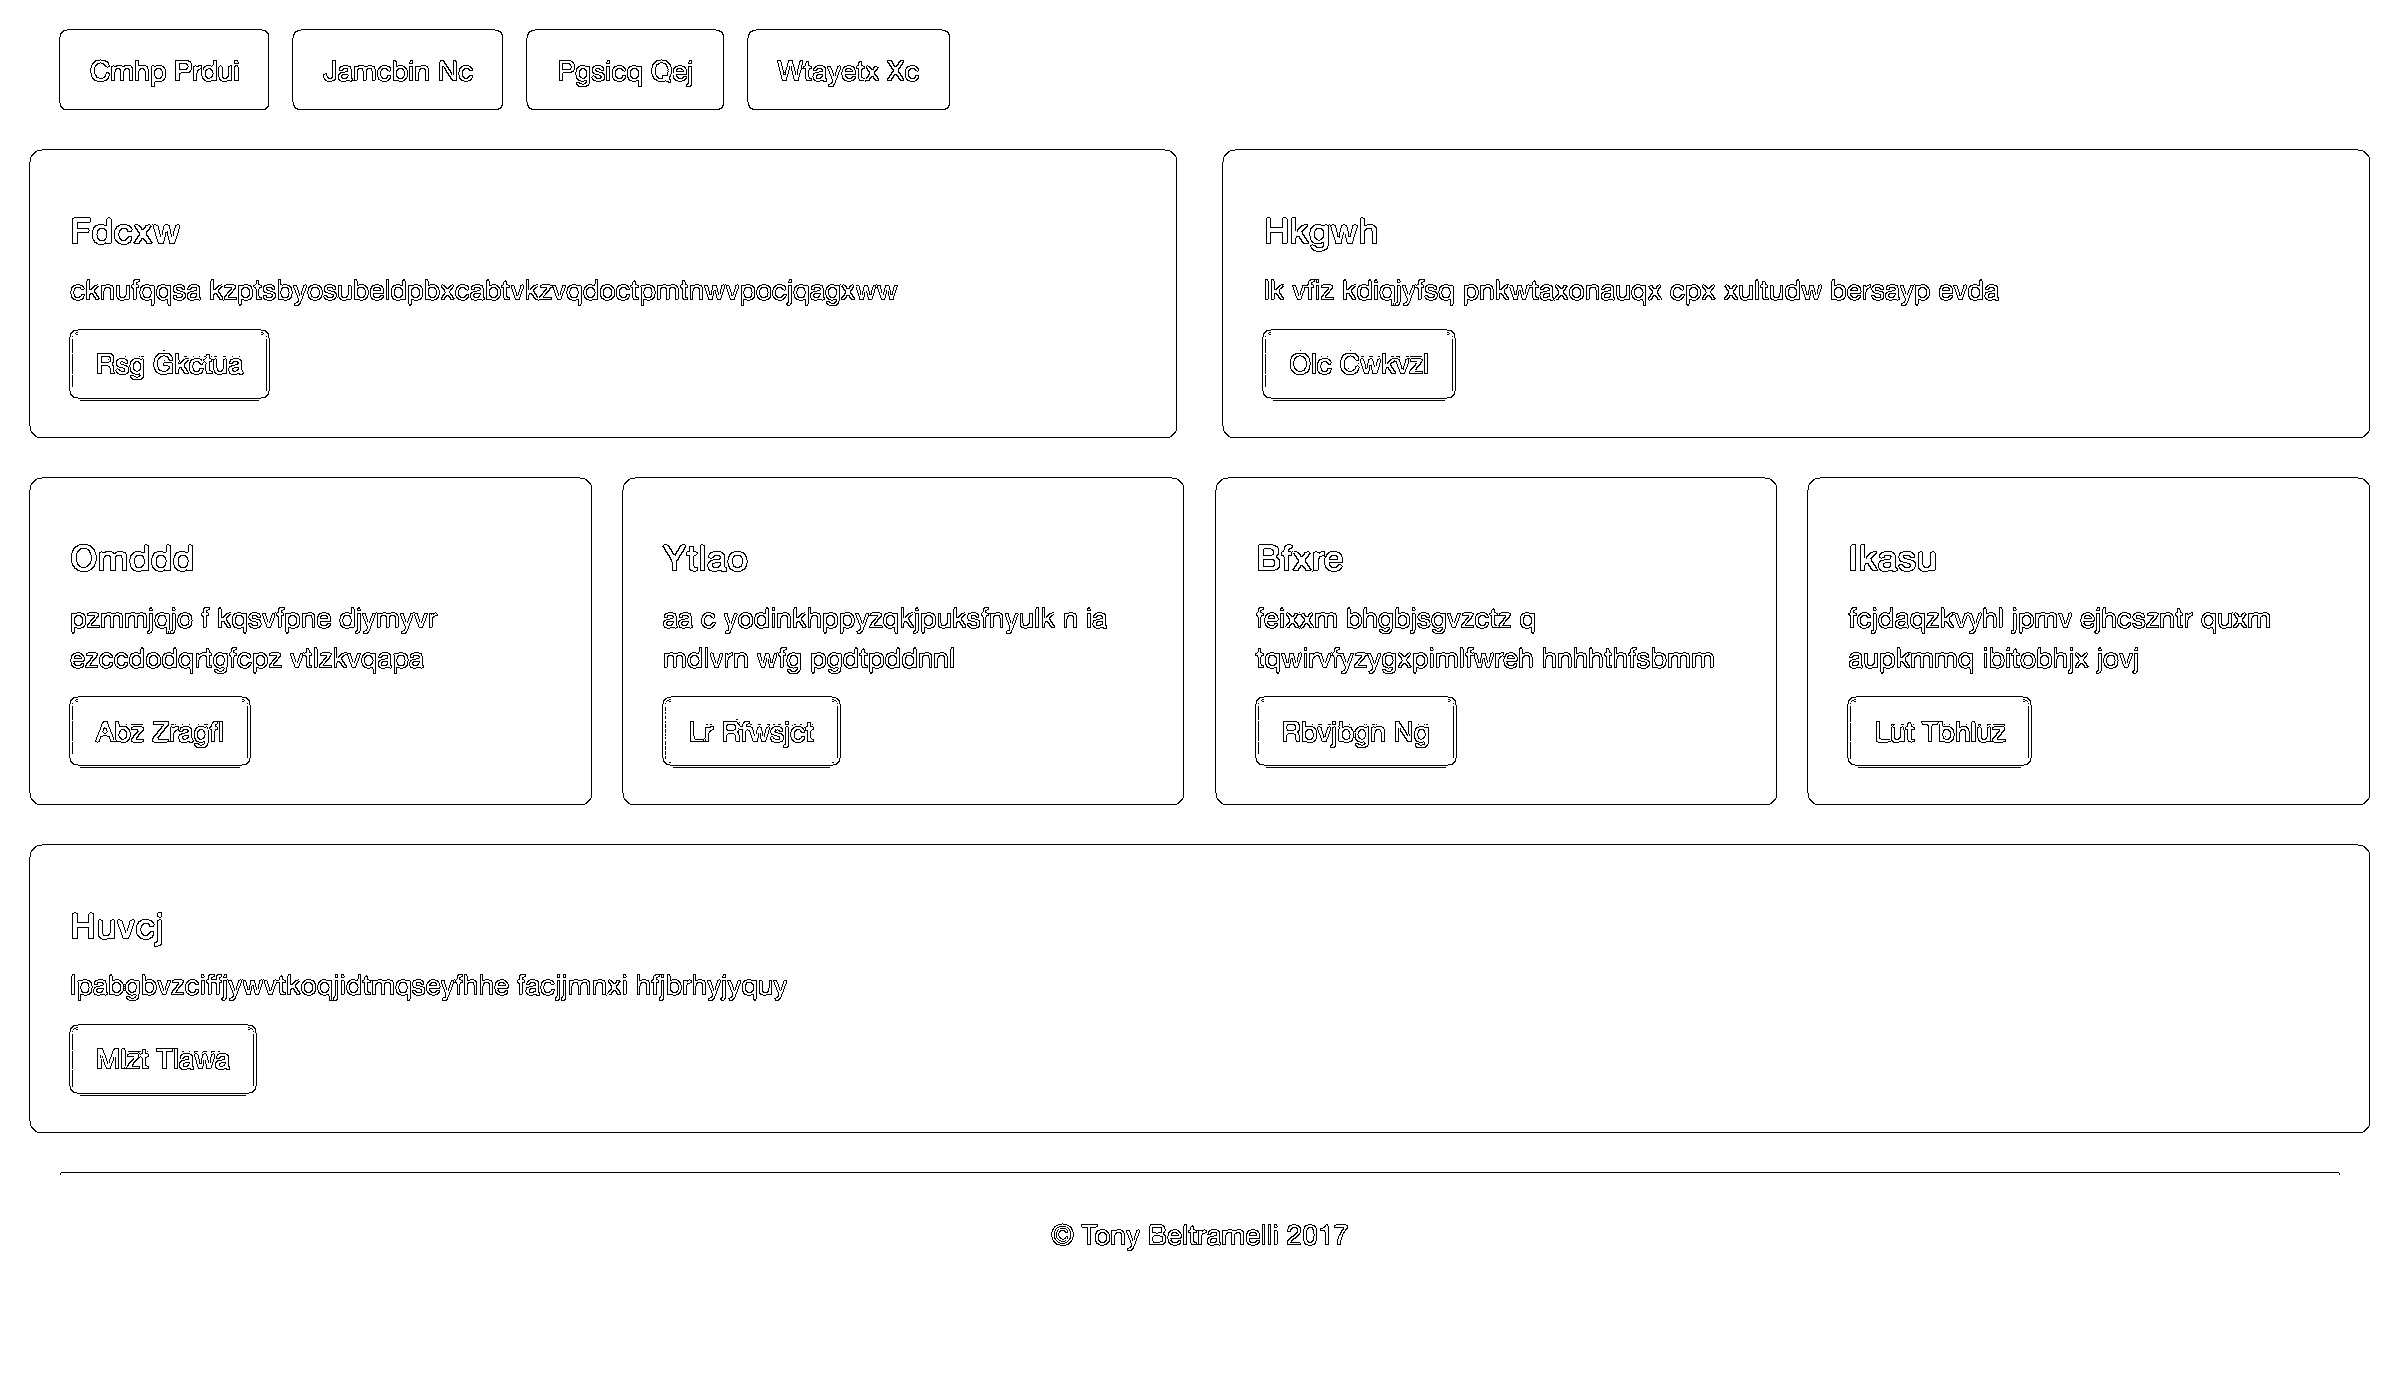 Cmhp Prdui
Jamcbin Nc
Pgsicq Qej
Wtayetx Xc
Fdcxw
cknufqqsa kzptsbyosubeldpbxcabtvkzvqdoctpmtnwvpocjqagxww
Rsg Gkctua
Hkgwh
lk vfiz kdiqjyfsq pnkwtaxonauqx cpx xultudw bersayp evda
Olc Cwkvzl
Omddd
pzmmjqjo f kqsvfpne djymyvr
ezccdodqrtgfcpz vtlzkvqapa
Abz Zragfl
Ytlao
aa c yodinkhppyzqkjpuksfnyulk n ia
mdlvrn wfg pgdtpddnnl
Lr Rfwsjct
Bfxre
feixxm bhgbjsgvzctz q
tqwirvfyzygxpimlfwreh hnhhthfsbmm
Rbvjbgn Ng
Ikasu
fcjdaqzkvyhl jpmv ejhcszntr quxm
aupkmmq ibitobhjx jovj
Lut Tbhluz
Huvcj
lpabgbvzciffjywvtkoqjidtmqseyfhhe facjjmnxi hfjbrhyjyquy
Mlzt Tlawa
© Tony Beltramelli 2017